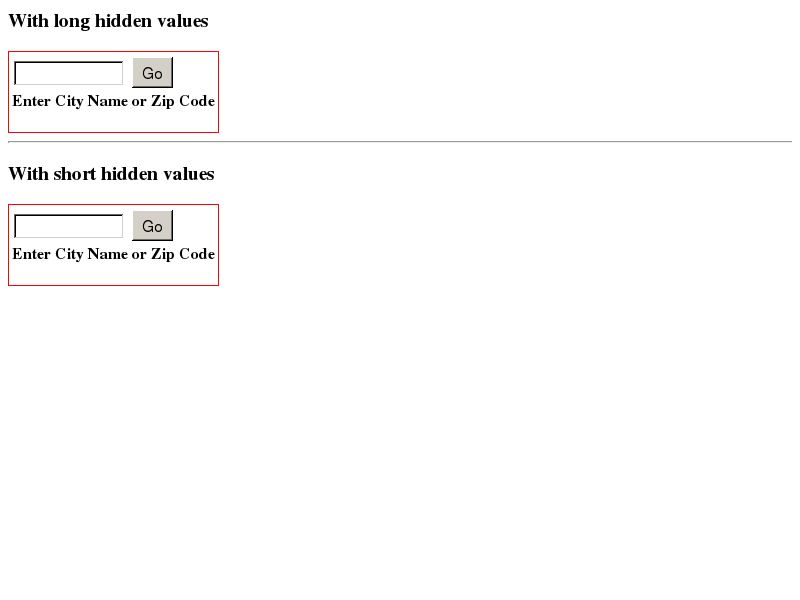 With long hidden values
Go
Enter City Name or Zip Code
With short hidden values
Go
Enter City Name or Zip Code